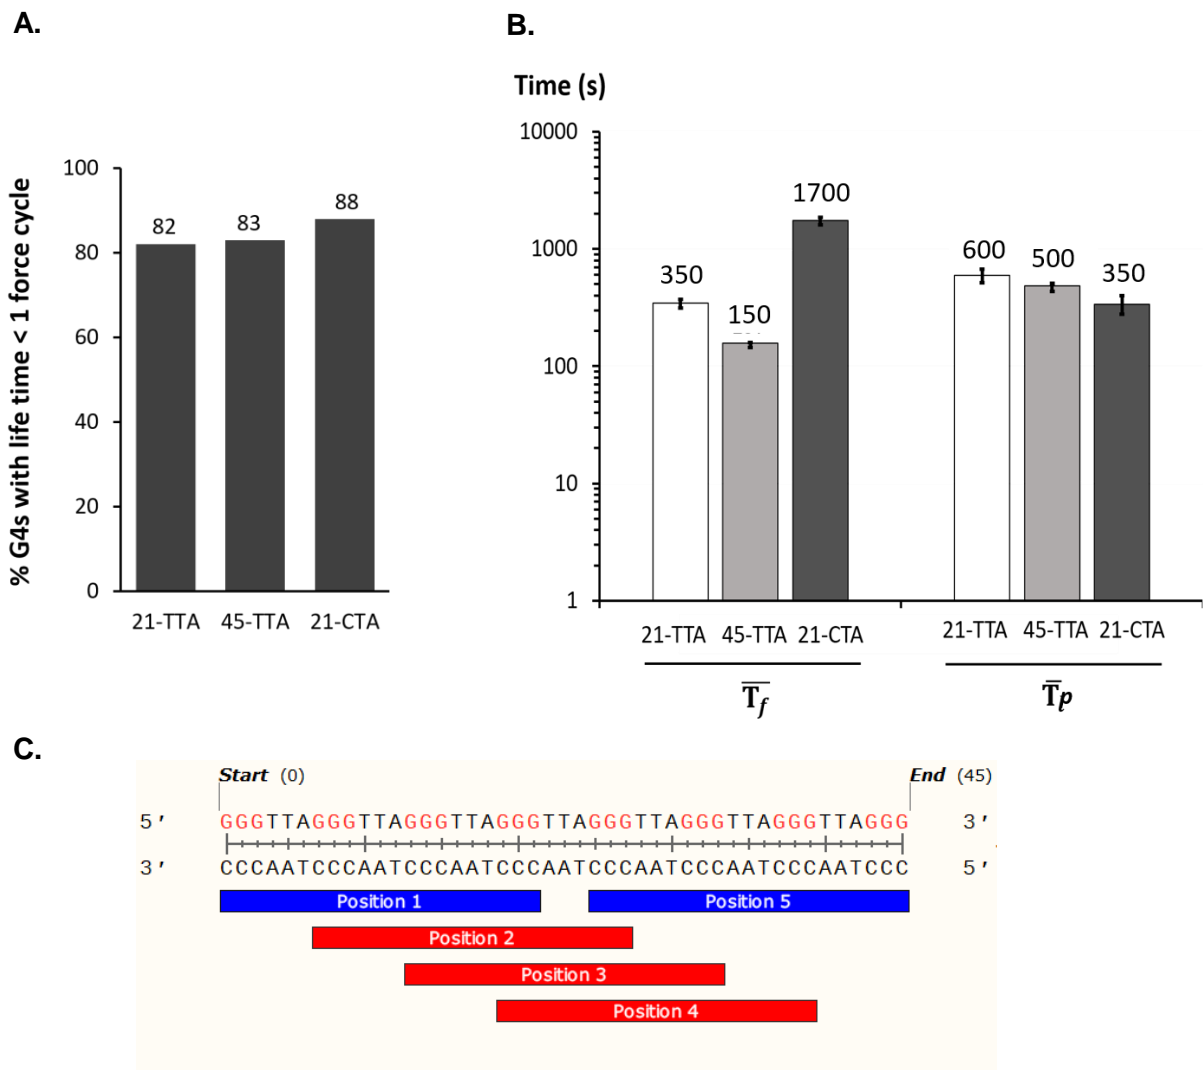 A.
% G4s with life time < 1 force cycle
100
80
60
40
20
0
82
83
88
21-TTA 45-TTA 21-CTA
B.
Time (s)
10000
1000
100
10
1
350
150
1700
600
500
350
21-TTA 45-TTA 21-CTA
21-TTA 45-TTA 21-CTA
T̅f
T̅lp
C.
Start (0)
End (45)
5′ GGGTTAGGGTTAGGGTTAGGGTTAGGGTTAGGGTTAGGGTTAGGG 3′
3′ CCCAATCCCAATCCCAATCCCAATCCCAATCCCAATCCCAATCCC 5′
Position 1
Position 5
Position 2
Position 3
Position 4